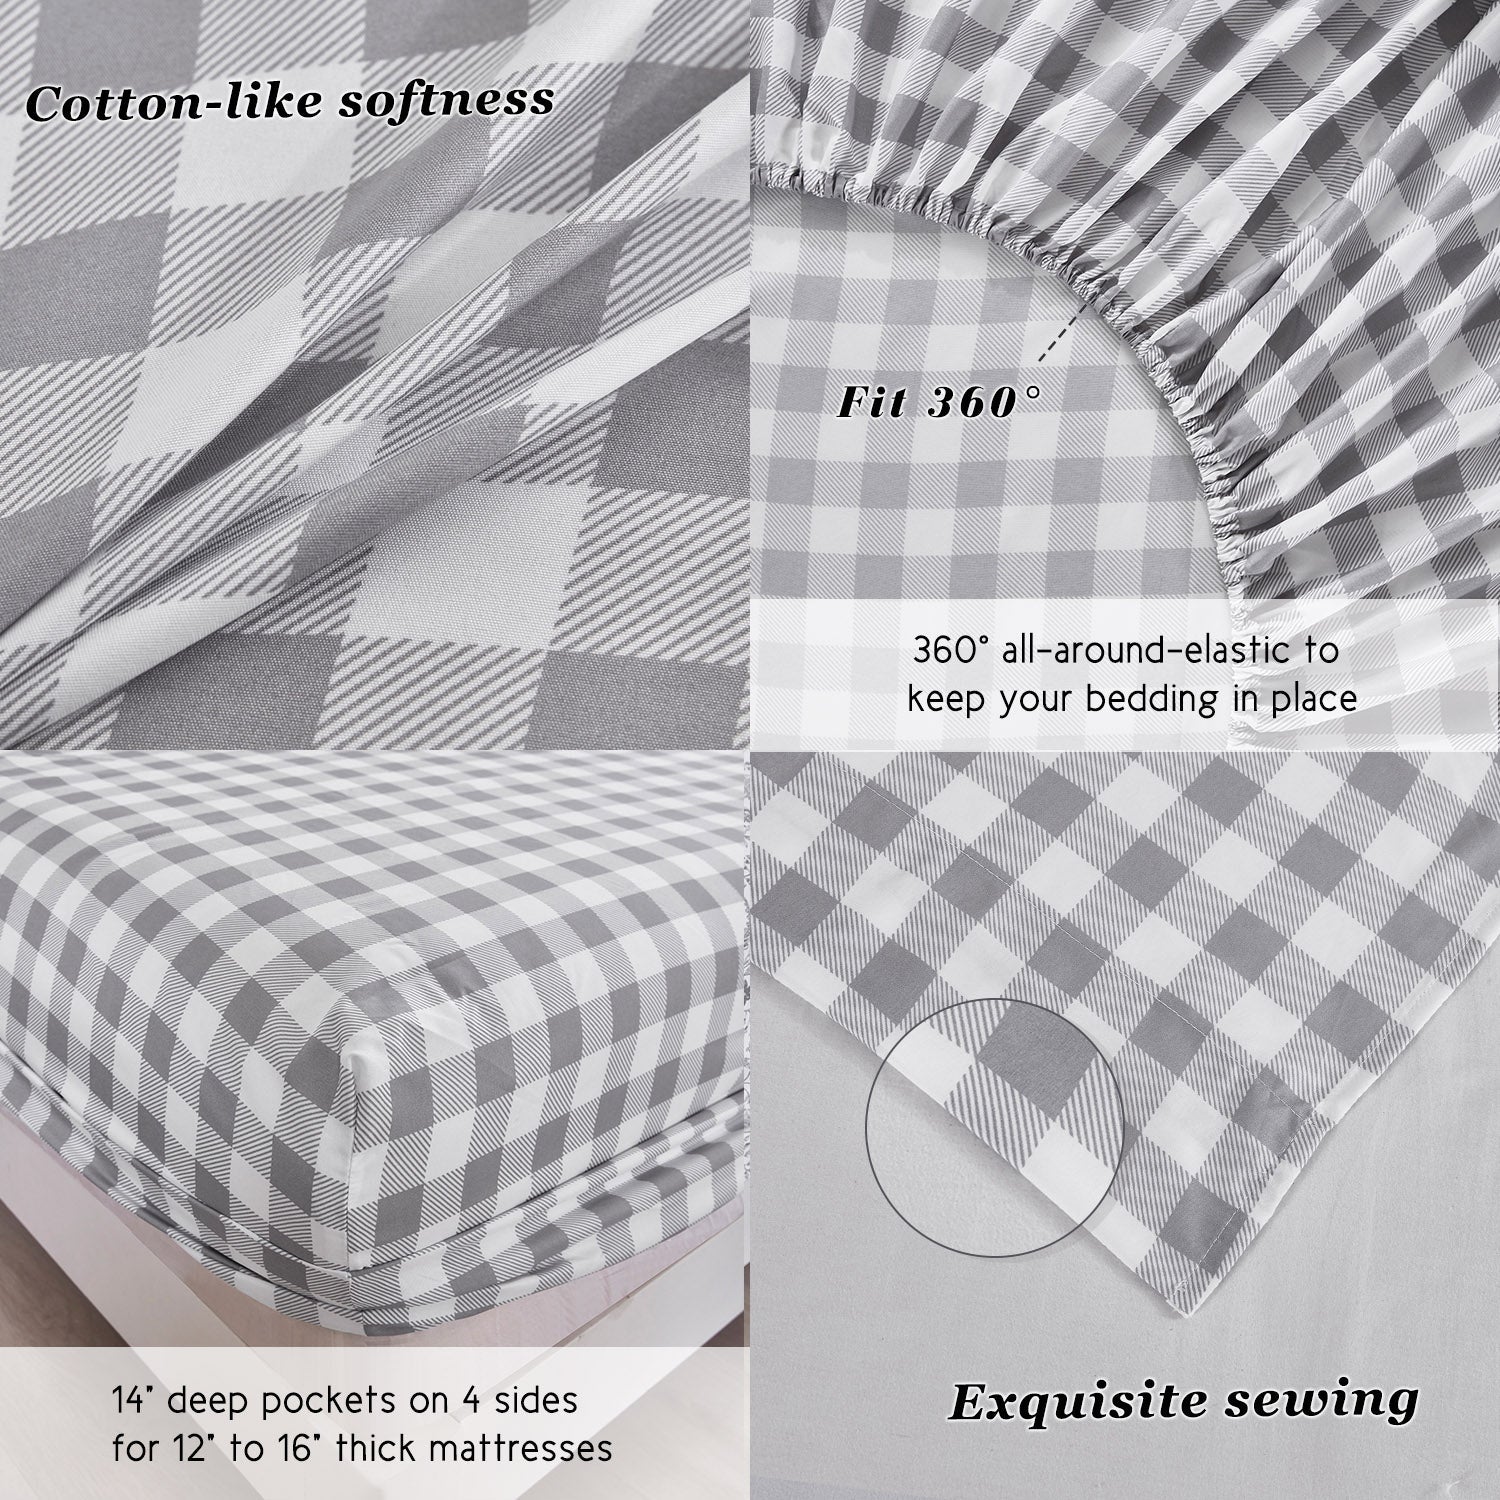 Cotton-like softness
Fit 360°
360° all-around-elastic to
keep your bedding in place
14" deep pockets on 4 sides
for 12" to 16" thick mattresses
Exquisite sewing